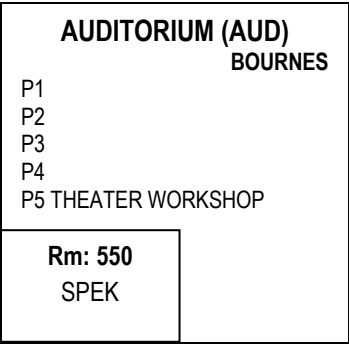 AUDITORIUM (AUD)
BOURNES
P1
P2
P3
P4
P5 THEATER WORKSHOP
Rm: 550
SPEK